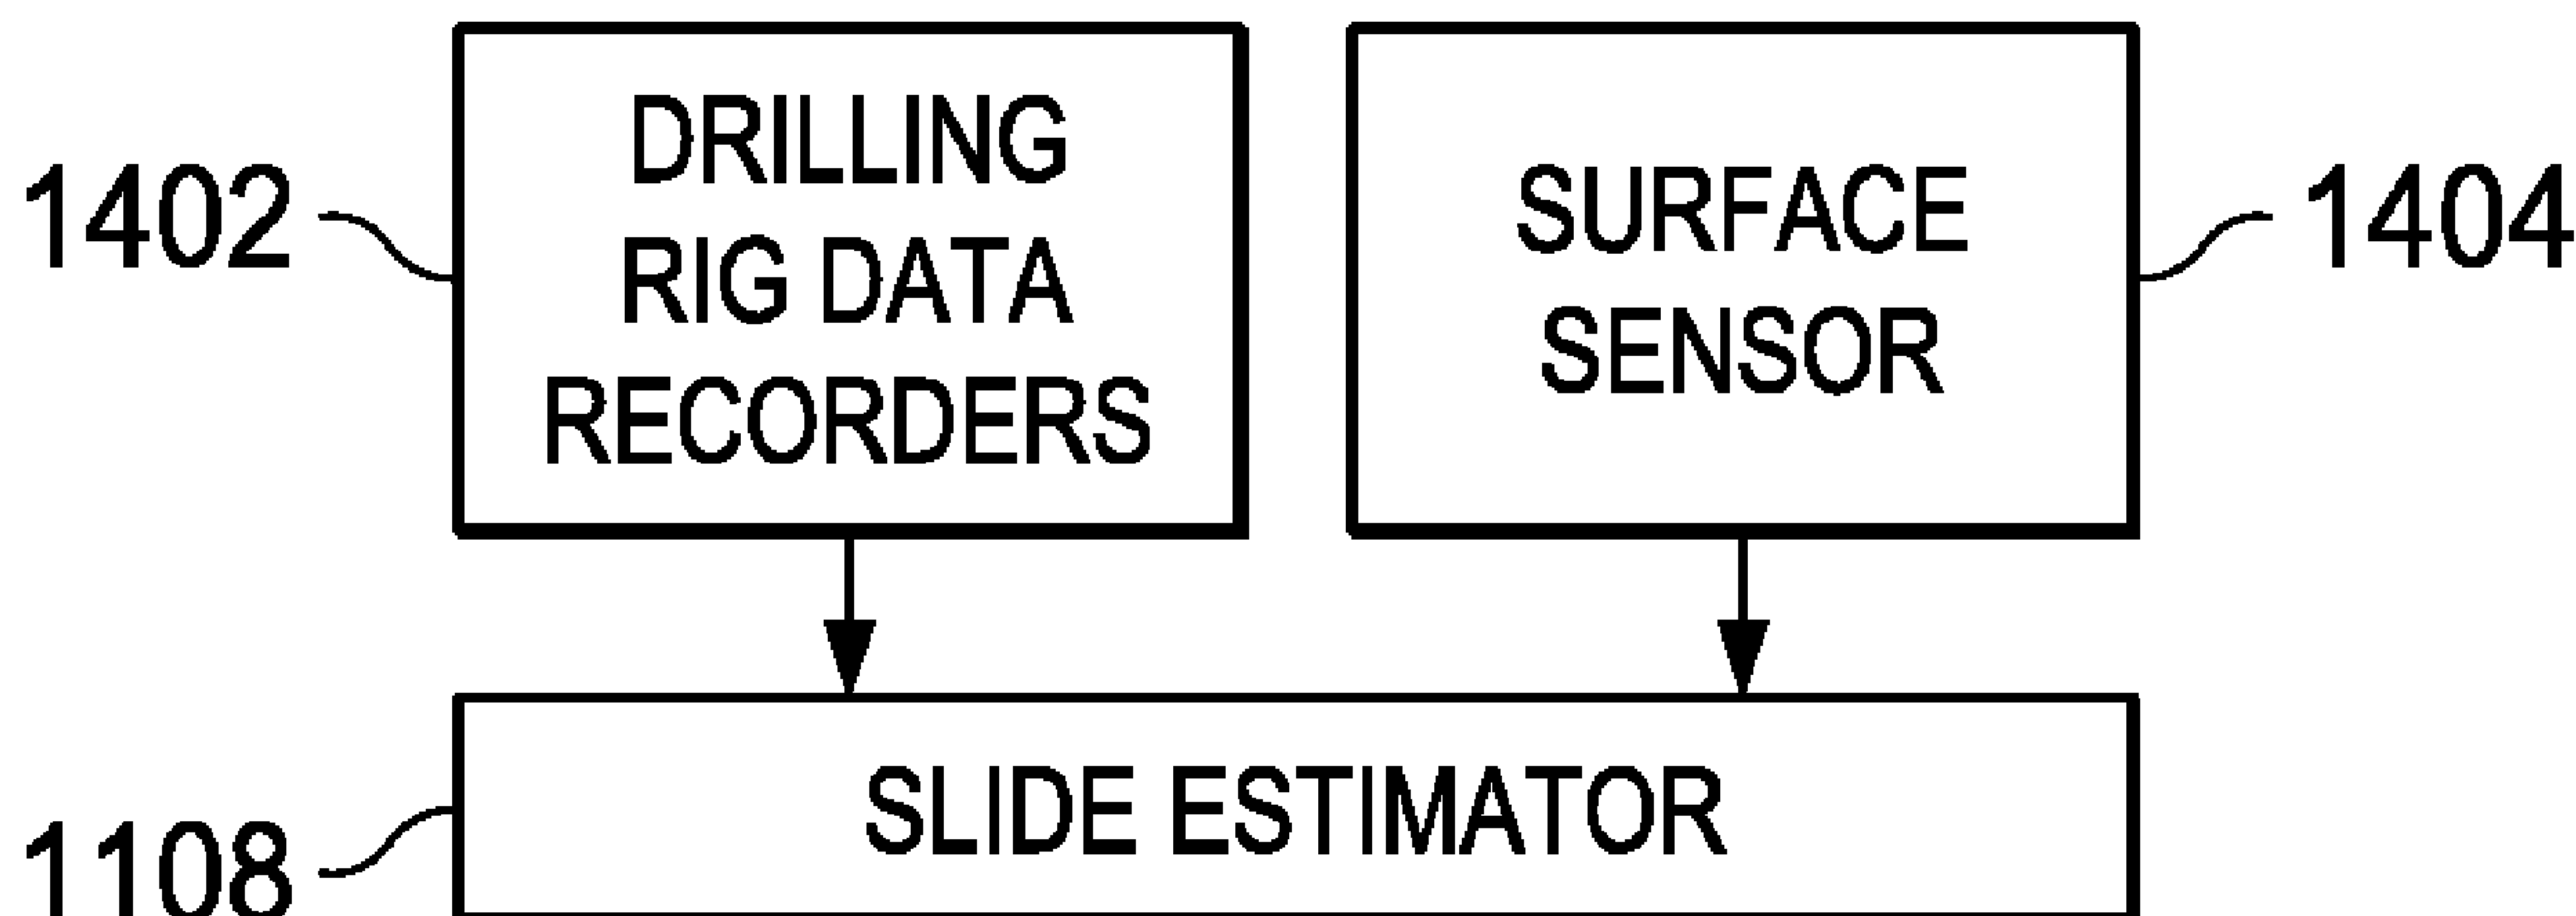 DRILLING
RIG DATA
RECORDERS
SURFACE
SENSOR
1402
1404
SLIDE ESTIMATOR
1108